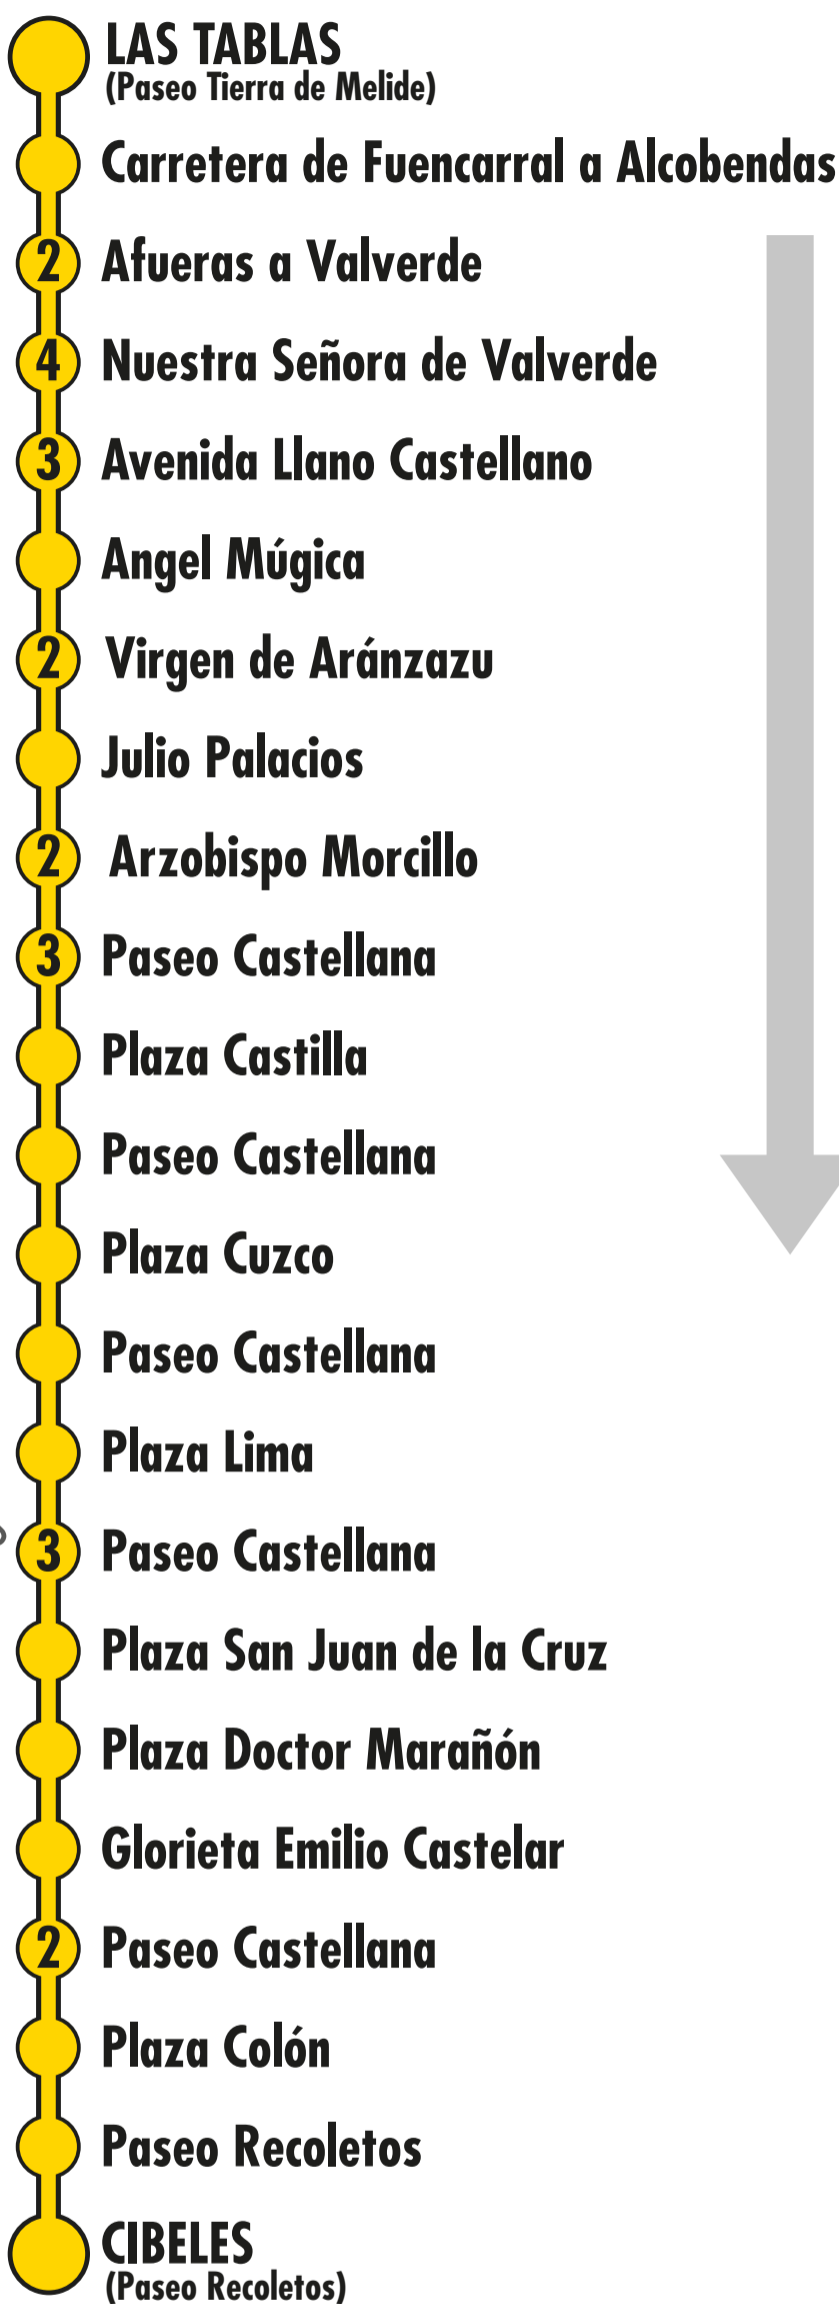 LAS TABLAS
(Paseo Tierra de Melide)
Carretera de Fuencarral a Alcobendas
2 Afueras a Valverde
4 Nuestra Señora de Valverde
3 Avenida Llano Castellano
Angel Múgica
2 Virgen de Aránzazu
Julio Palacios
2 Arzobispo Morcillo
3 Paseo Castellana
Plaza Castilla
Paseo Castellana
Plaza Cuzco
Paseo Castellana
Plaza Lima
3 Paseo Castellana
Plaza San Juan de la Cruz
Plaza Doctor Marañón
Glorieta Emilio Castelar
2 Paseo Castellana
Plaza Colón
Paseo Recoletos
CIBELES
(Paseo Recoletos)